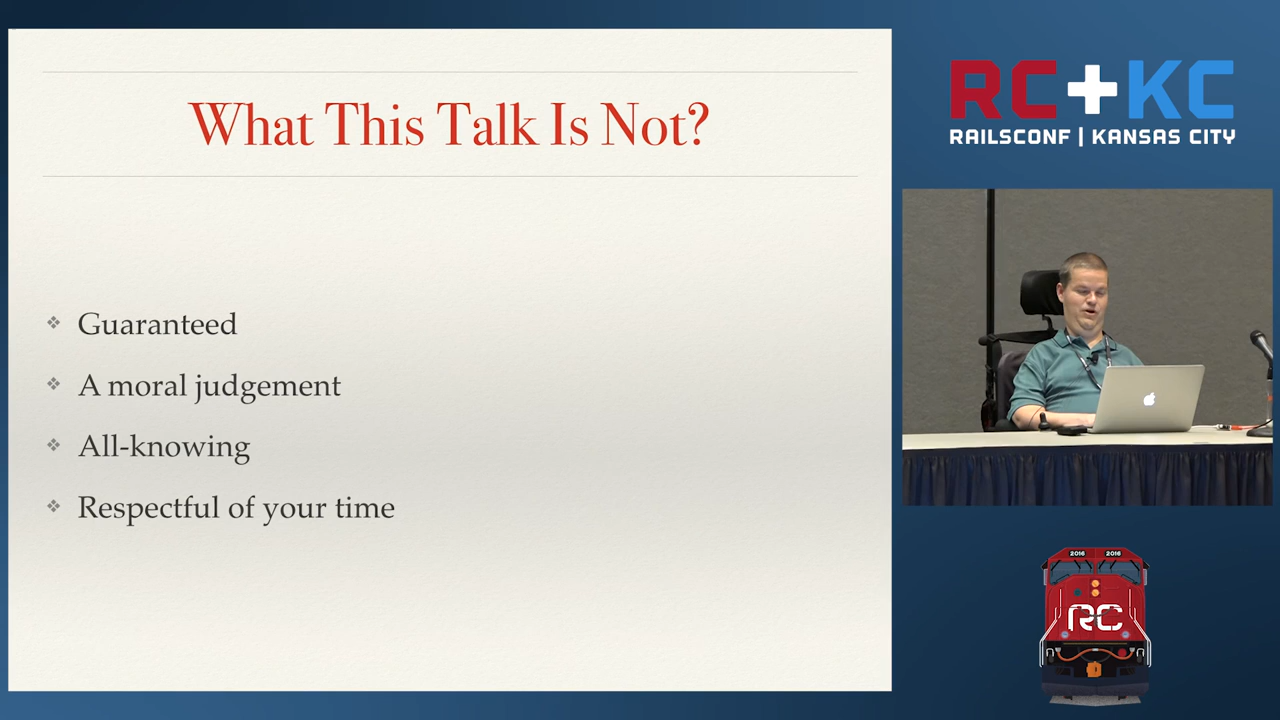 What This Talk Is Not?
Guaranteed
A moral judgement
All-knowing
Respectful of your time
RC+KC
RAILSCONF | KANSAS CITY
2016 2016
RC